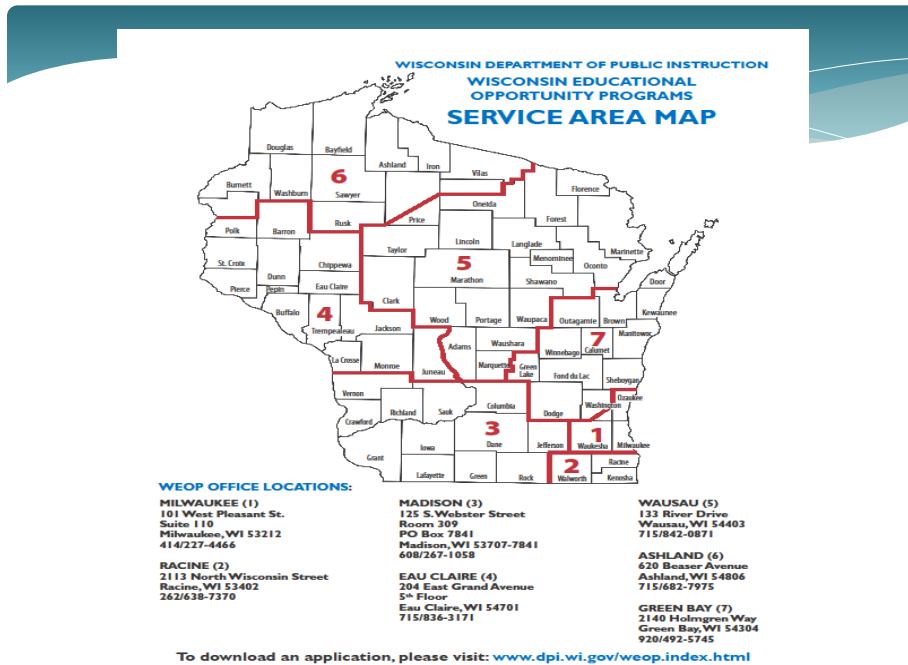 WISCONSIN DEPARTMENT OF PUBLIC INSTRUCTION
WISCONSIN EDUCATIONAL
OPPORTUNITY PROGRAMS
SERVICE AREA MAP
Douglas
Bayfield
Ashland
Iron
Vilas
Burnett
Washburn
6
Sawyer
Florence
Oneida
Polk
Barron
Rusk
Price
Forest
Taylor
Lincoln
Langlade
Marinette
Menominee
Oconto
St. Croix
Dunn
Chippewa
5
Marathon
Shawano
Door
Pierce
Pepin
Eau Claire
Clark
Kewaunee
Buffalo
4
Trempealeau
Jackson
Wood
Portage
Waupaca
Outagamie
Brown
Manitowoc
Adams
Waushara
7
Winnebago
Calumet
La Crosse
Monroe
Juneau
Marquette
Green
Lake
Fond du Lac
Sheboygan
Vernon
Richland
Sauk
Columbia
Dodge
Washington
Ozaukee
Crawford
3
Dane
Jefferson
1
Waukesha
Milwaukee
Grant
Iowa
2
Racine
Lafayette
Green
Rock
Walworth
Kenosha
WEOP OFFICE LOCATIONS:
MILWAUKEE (1)
101 West Pleasant St.
Suite 110
Milwaukee, WI 53212
414/227-4466
RACINE (2)
2113 North Wisconsin Street
Racine, WI 53402
262/638-7370
MADISON (3)
125 S. Webster Street
Room 309
PO Box 7841
Madison, WI 53707-7841
608/267-1058
EAU CLAIRE (4)
204 East Grand Avenue
5th Floor
Eau Claire, WI 54701
715/836-3171
WAUSAU (5)
133 River Drive
Wausau, WI 54403
715/842-0871
ASHLAND (6)
620 Beaser Avenue
Ashland, WI 54806
715/682-7975
GREEN BAY (7)
2140 Holmgren Way
Green Bay, WI 54304
920/492-5745
To download an application, please visit: www.dpi.wi.gov/weop.index.html